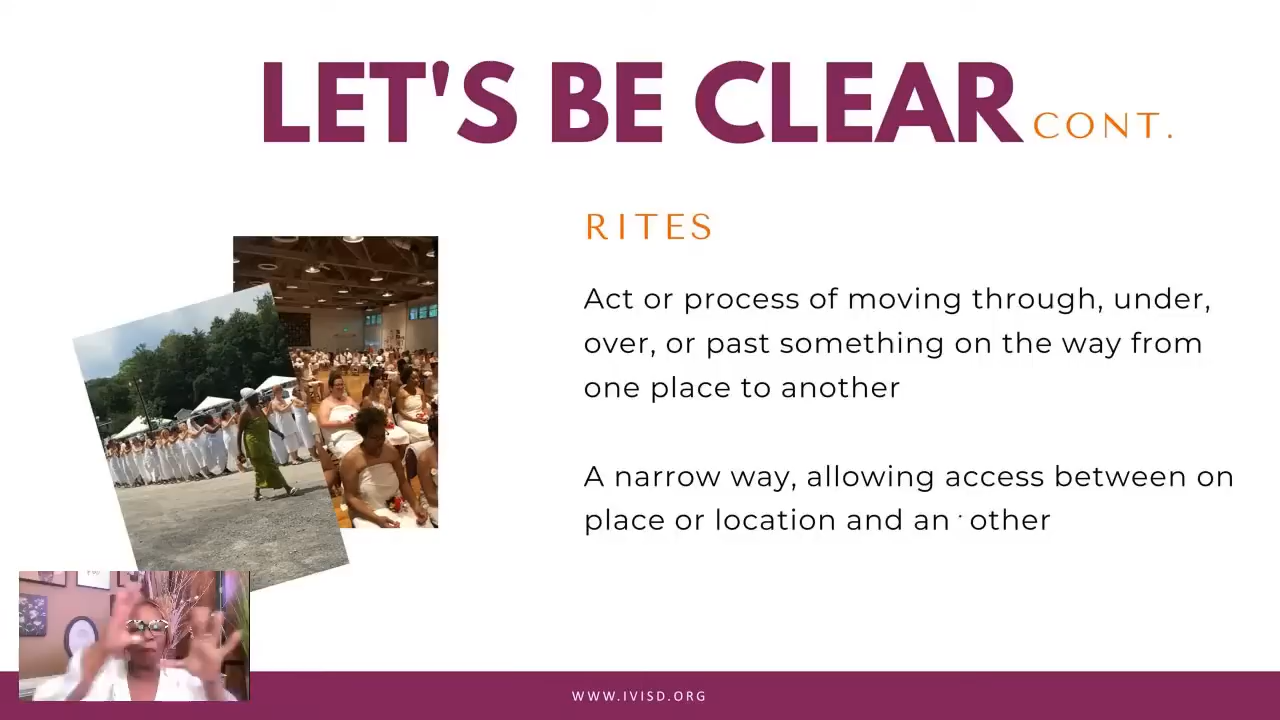 LET'S BE CLEAR CONT.
RITES
Act or process of moving through, under,
over, or past something on the way from
one place to another
A narrow way, allowing access between on
place or location and an other
WWW.IVISD.ORG